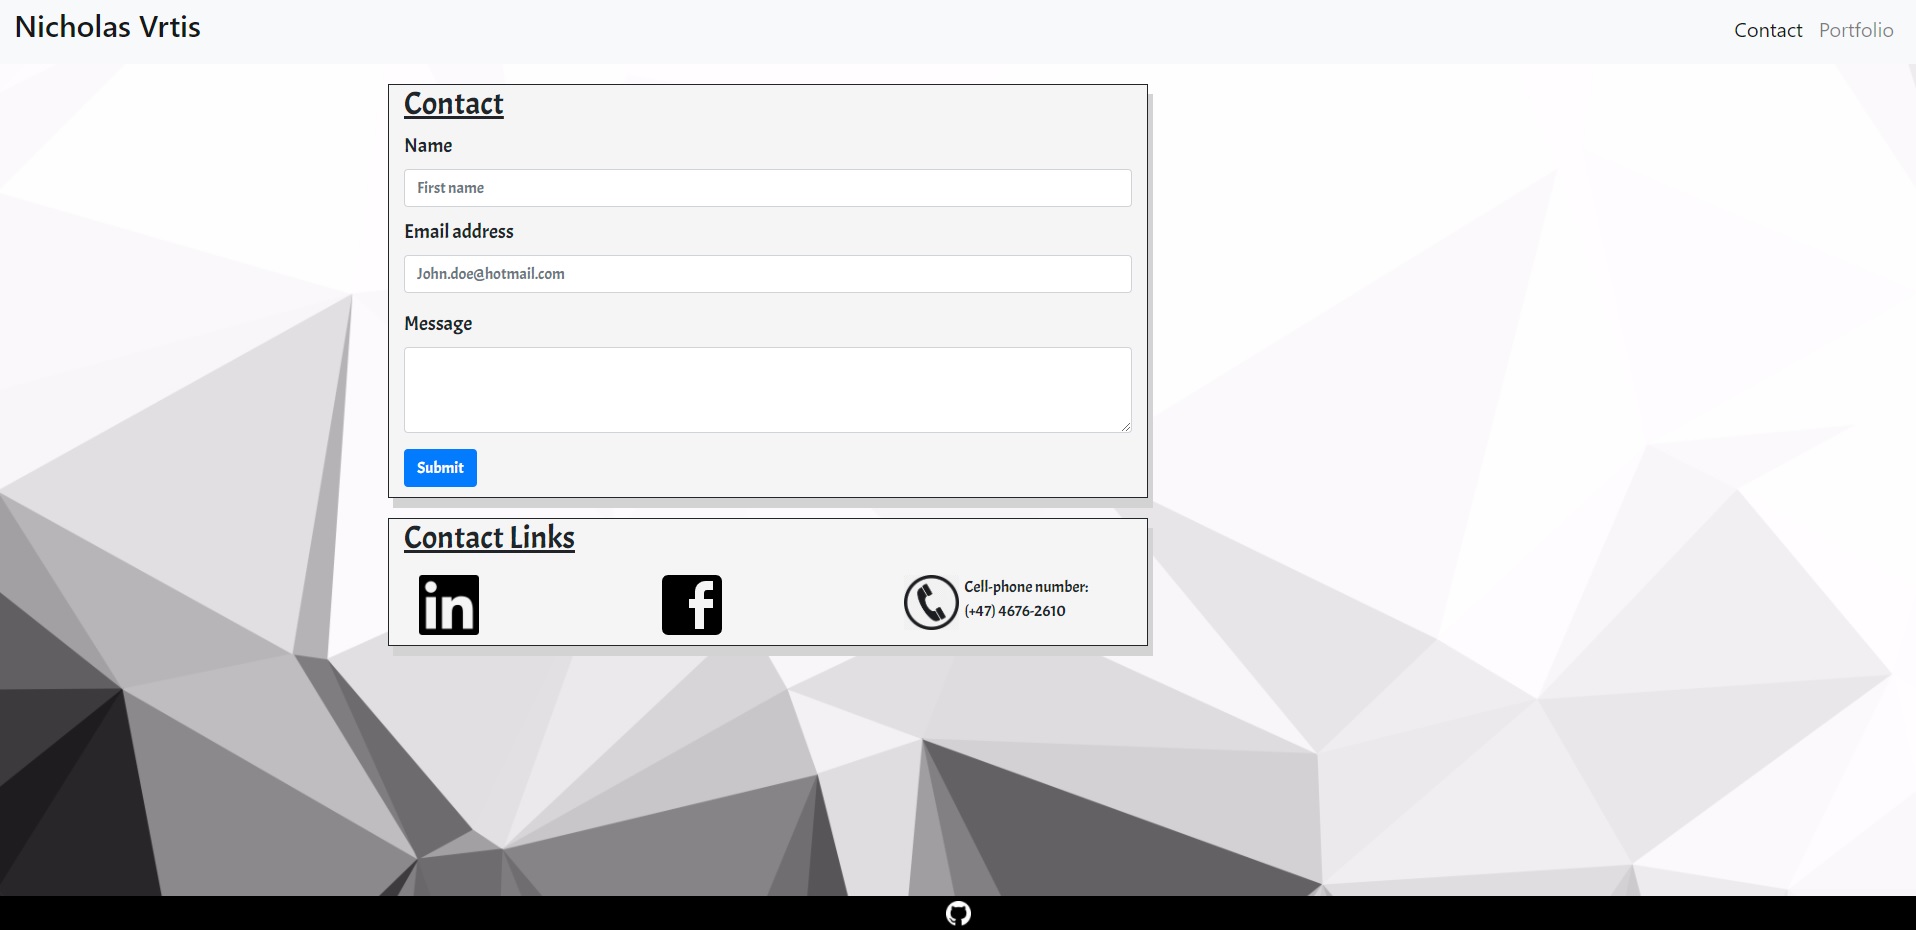 Nicholas Vrtis
Contact Portfolio
Contact
Name
First name
Email address
John.doe@hotmail.com
Message
Submit
Contact Links
in
f
Cell-phone number:
(+47) 4676-2610